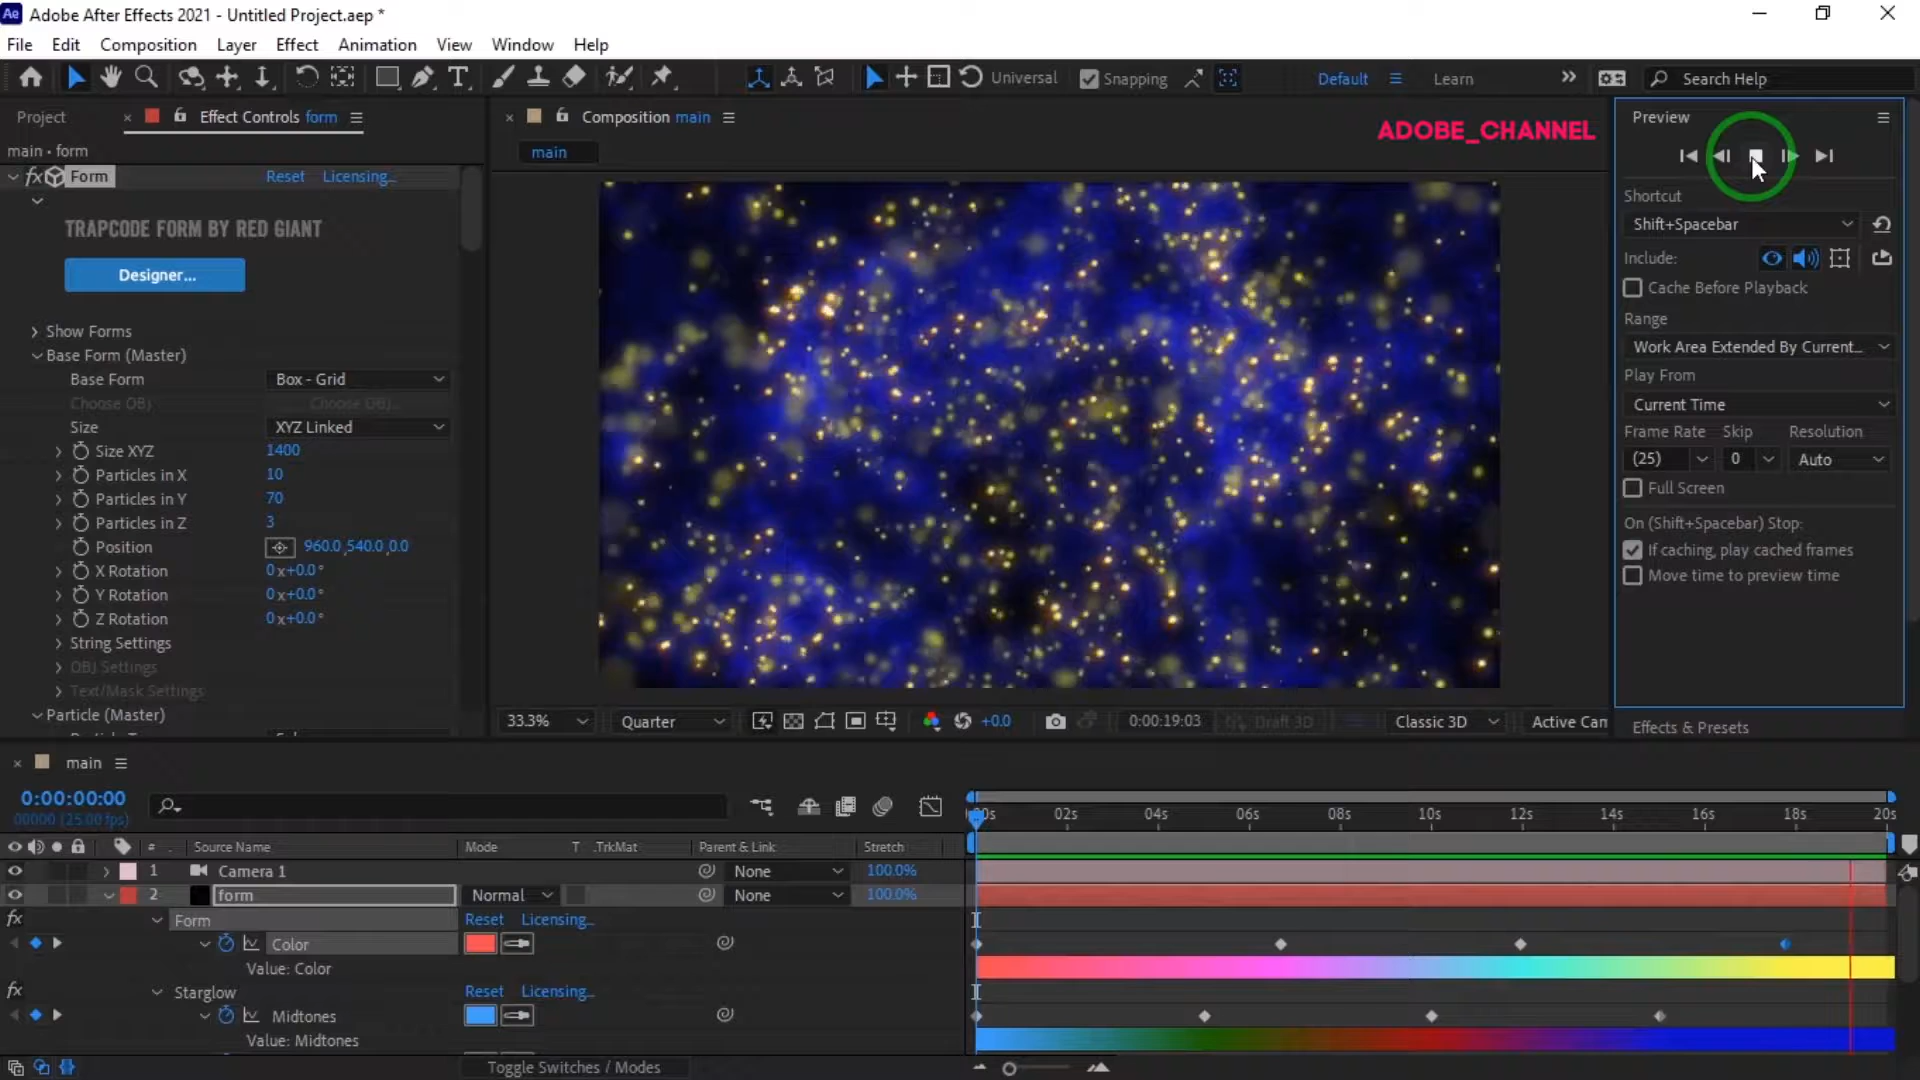 Ae Adobe After Effects 2021 - Untitled Project.aep *
File Edit Composition Layer Effect Animation View Window Help
Universal Snapping Default Learn Search Help
Project Effect Controls form Composition main ADOBE_CHANNEL Preview
main • form
main
fx Form Reset Licensing...
Shortcut
TRAPCODE FORM BY RED GIANT
Shift+Spacebar
Include:
Designer...
Cache Before Playback
Range
Show Forms
Work Area Extended By Current...
Base Form (Master)
Play From
Base Form Box - Grid
Current Time
Choose OBJ... Choose OBJ...
Size XYZ Linked
Frame Rate Skip Resolution
Size XYZ 1400
(25) 0 Auto
Particles in X 10
Full Screen
Particles in Y 70
Particles in Z 3
On (Shift+Spacebar) Stop:
Position 960.0,540.0,0.0
If caching, play cached frames
X Rotation 0x+0.0°
Move time to preview time
Y Rotation 0x+0.0°
Z Rotation 0x+0.0°
String Settings
OBJ Settings
Text/Mask Settings
Particle (Master)
33.3% Quarter +0.0 0:00:19:03 Draft 3D Classic 3D Active Cam
Effects & Presets
main
0:00:00:00
00000 (25.00 fps)
:00s 02s 04s 06s 08s 10s 12s 14s 16s 18s 20s
# Source Name Mode T .TrkMat Parent & Link Stretch
1 Camera 1 None 100.0%
2 form Normal None 100.0%
fx Form Reset Licensing...
Color
Value: Color
fx Starglow Reset Licensing...
Midtones
Value: Midtones
Toggle Switches / Modes